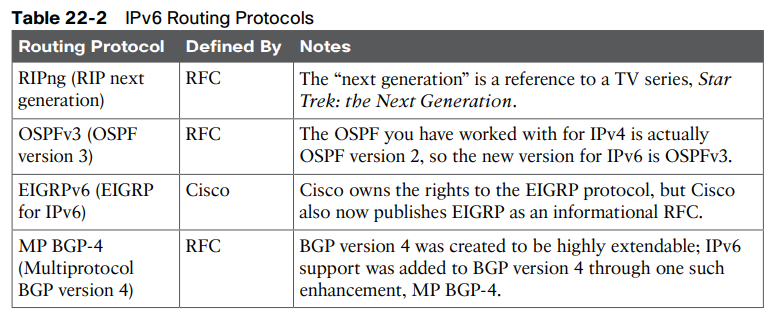 Table 22-2 IPv6 Routing Protocols
Routing Protocol Defined By Notes
RIPng (RIP next generation) RFC The “next generation” is a reference to a TV series, Star Trek: the Next Generation.
OSPFv3 (OSPF version 3) RFC The OSPF you have worked with for IPv4 is actually OSPF version 2, so the new version for IPv6 is OSPFv3.
EIGRPv6 (EIGRP for IPv6) Cisco Cisco owns the rights to the EIGRP protocol, but Cisco also now publishes EIGRP as an informational RFC.
MP BGP-4 (Multiprotocol BGP version 4) RFC BGP version 4 was created to be highly extendable; IPv6 support was added to BGP version 4 through one such enhancement, MP BGP-4.